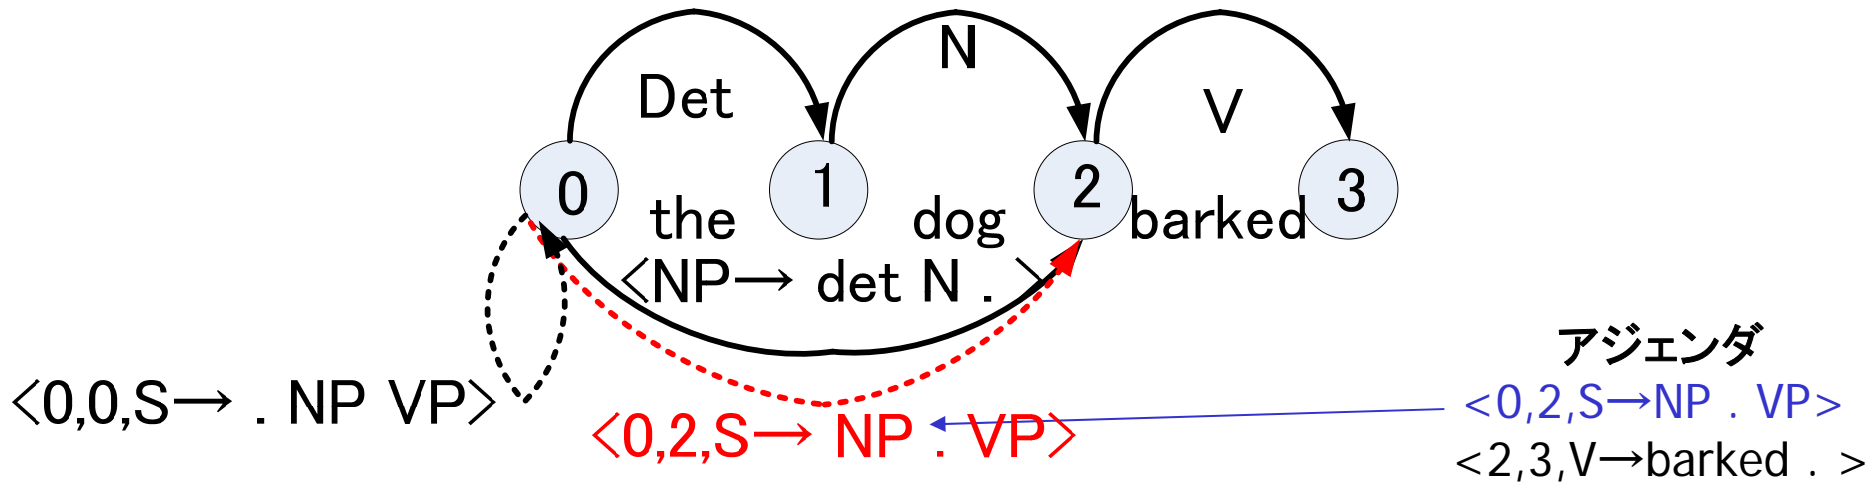 N
Det
V
0
1
2
3
the
dog
barked
<NP→ det N . >
アジェンダ
<0,0,S→ . NP VP>
<0,2,S→NP . VP>
<0,2,S→ NP . VP>
<2,3,V→barked . >